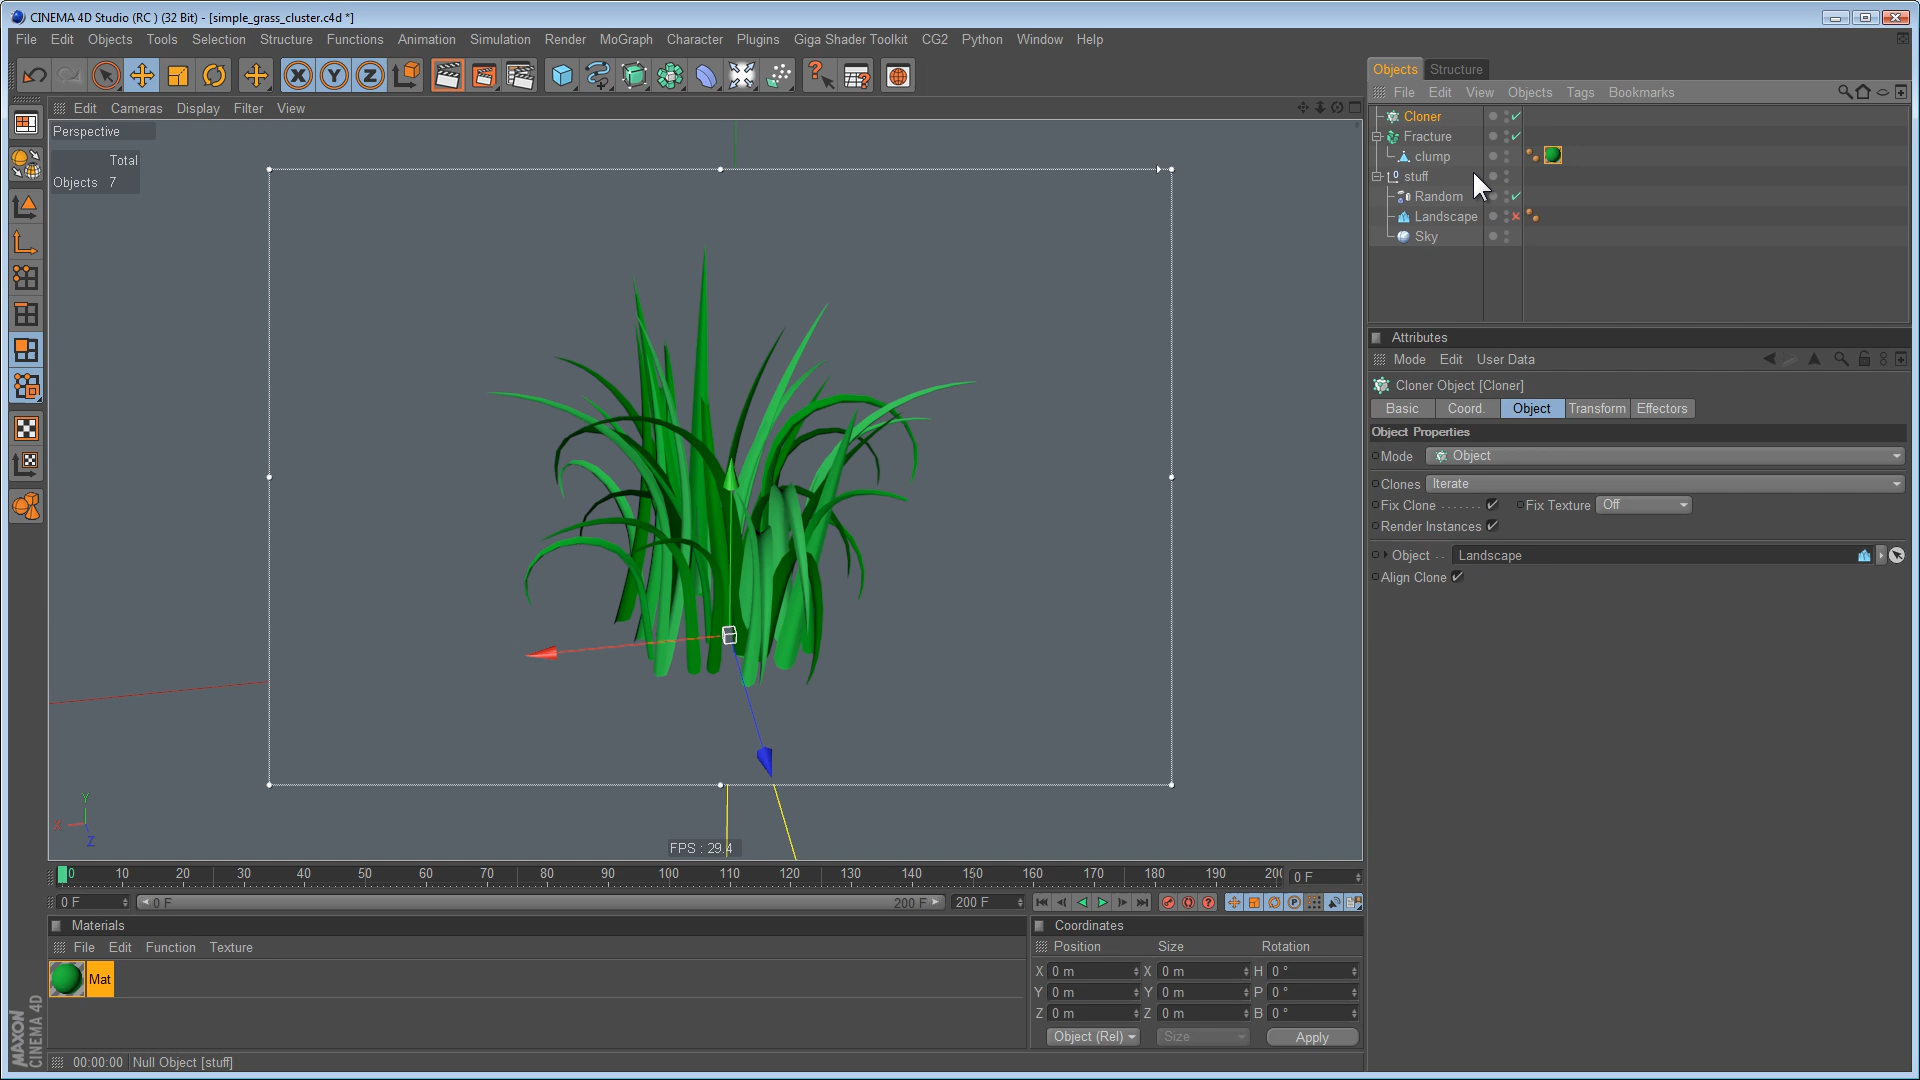 CINEMA 4D Studio (RC ) (32 Bit) - [simple_grass_cluster.c4d *]
File Edit Objects Tools Selection Structure Functions Animation Simulation Render MoGraph Character Plugins Giga Shader Toolkit CG2 Python Window Help
X Y Z
Objects Structure
File Edit View Objects Tags Bookmarks
Edit Cameras Display Filter View
Perspective
Total
Objects 7
Cloner
Fracture
clump
stuff
Random
Landscape
Sky
Attributes
Mode Edit User Data
Cloner Object [Cloner]
Basic Coord. Object Transform Effectors
Object Properties
Mode Object
Clones Iterate
Fix Clone . . . . . . . Fix Texture Off
Render Instances
Object . . Landscape
Align Clone
Y
X
Z
FPS : 29.4
0 10 20 30 40 50 60 70 80 90 100 110 120 130 140 150 160 170 180 190 200 0 F
0 F 0 F 200 F 200 F
Materials
File Edit Function Texture
Mat
Coordinates
Position Size Rotation
X 0 m X 0 m H 0 °
Y 0 m Y 0 m P 0 °
Z 0 m Z 0 m B 0 °
Object (Rel) Size Apply
MAXON
CINEMA 4D
00:00:00 Null Object [stuff]